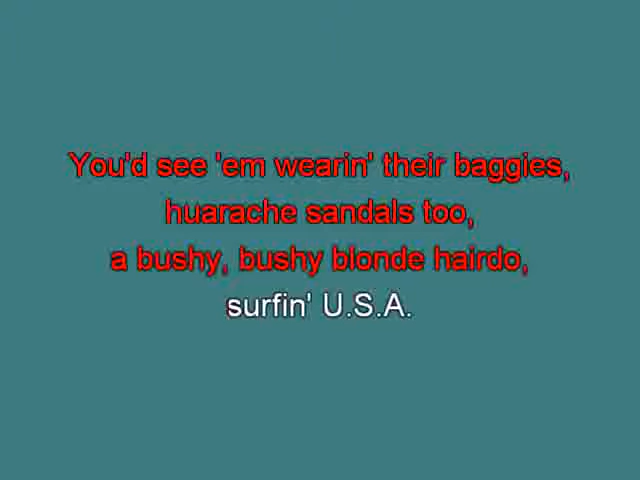 You'd see 'em wearin' their baggies,
huarache sandals too,
a bushy, bushy blonde hairdo,
surfin' U.S.A.